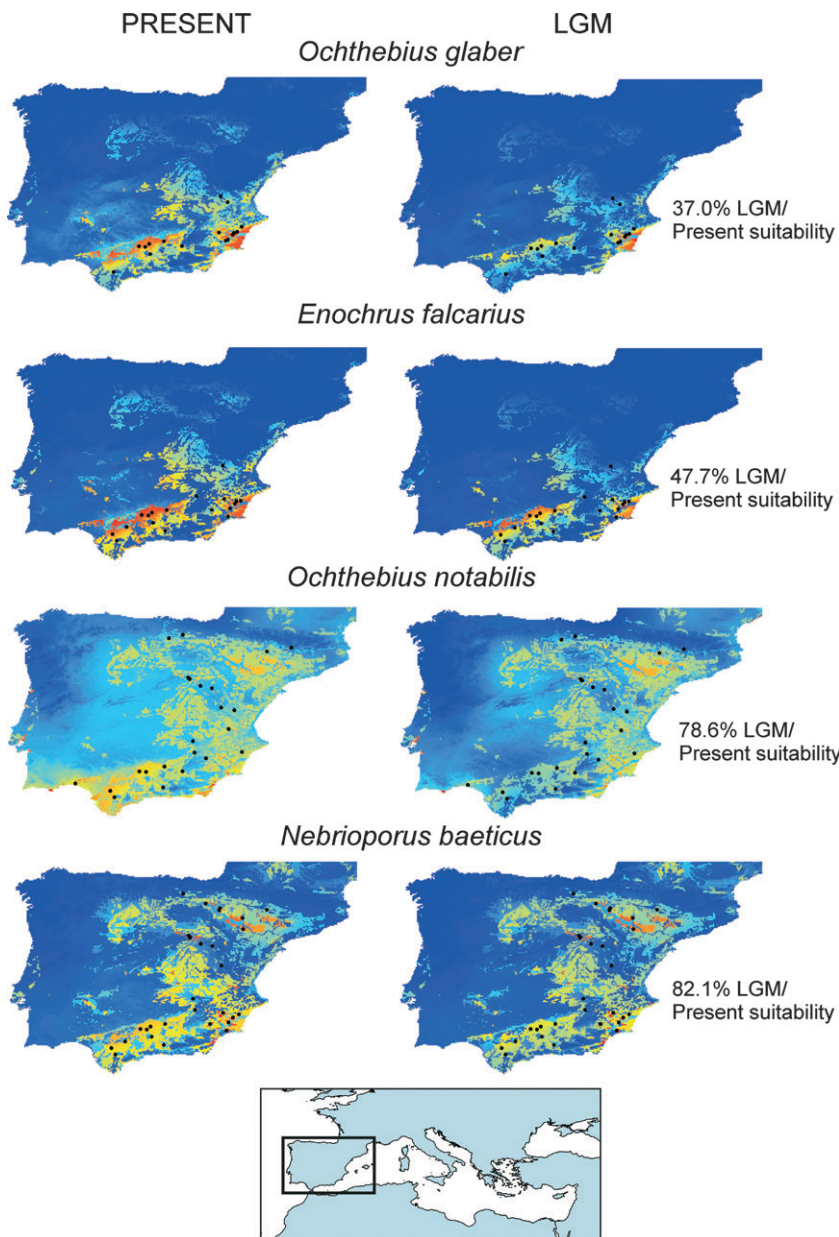 PRESENT LGM
Ochthebius glaber
37.0% LGM/
Present suitability
Enochrus falcarius
47.7% LGM/
Present suitability
Ochthebius notabilis
78.6% LGM/
Present suitability
Nebrioporus baeticus
82.1% LGM/
Present suitability